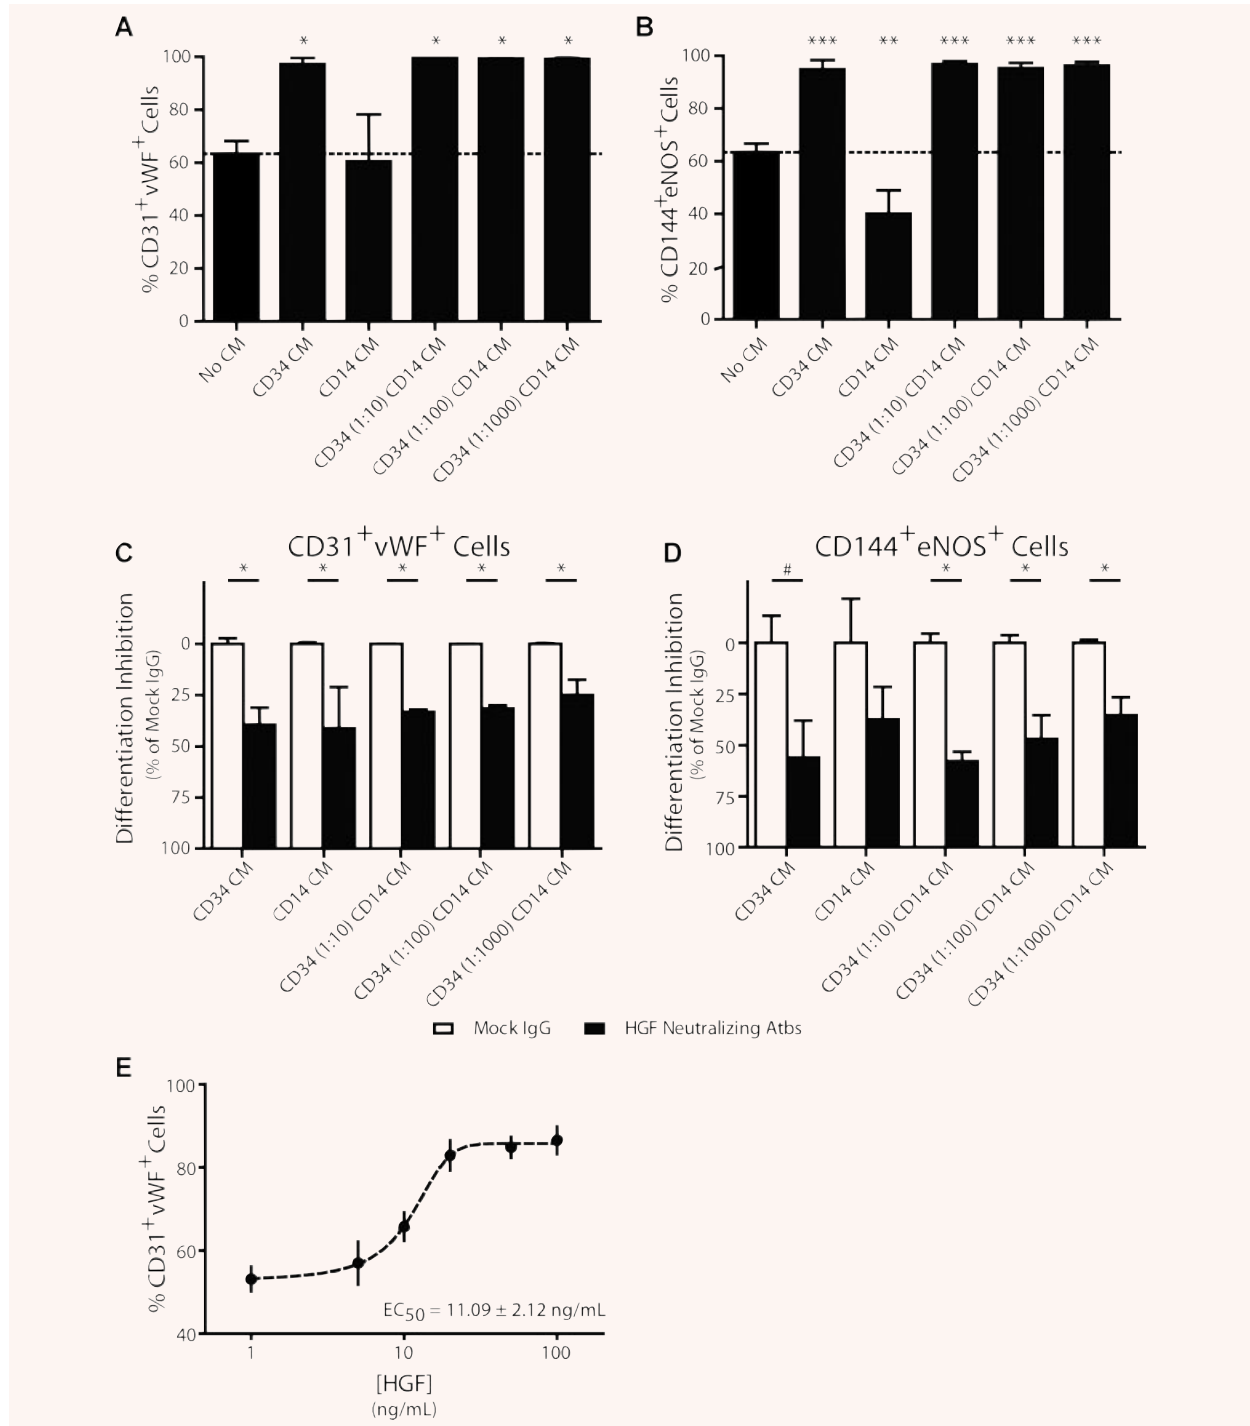 A
* * * *
% CD31+vWF+Cells
100
80
60
40
20
0
No CM
CD34 CM
CD14 CM
CD34 (1:10) CD14 CM
CD34 (1:100) CD14 CM
CD34 (1:1000) CD14 CM
B
*** ** *** *** ***
% CD144+eNOS+Cells
100
80
60
40
20
0
No CM
CD34 CM
CD14 CM
CD34 (1:10) CD14 CM
CD34 (1:100) CD14 CM
CD34 (1:1000) CD14 CM
C
CD31+vWF+ Cells
* * * * *
Differentiation Inhibition
(% of Mock IgG)
0
25
50
75
100
CD34 CM
CD14 CM
CD34 (1:10) CD14 CM
CD34 (1:100) CD14 CM
CD34 (1:1000) CD14 CM
D
CD144+eNOS+ Cells
# * * *
Differentiation Inhibition
(% of Mock IgG)
0
25
50
75
100
CD34 CM
CD14 CM
CD34 (1:10) CD14 CM
CD34 (1:100) CD14 CM
CD34 (1:1000) CD14 CM
Mock IgG HGF Neutralizing Atbs
E
% CD31+vWF+Cells
100
80
60
40
EC50 = 11.09 ± 2.12 ng/mL
1 10 100
[HGF]
(ng/mL)